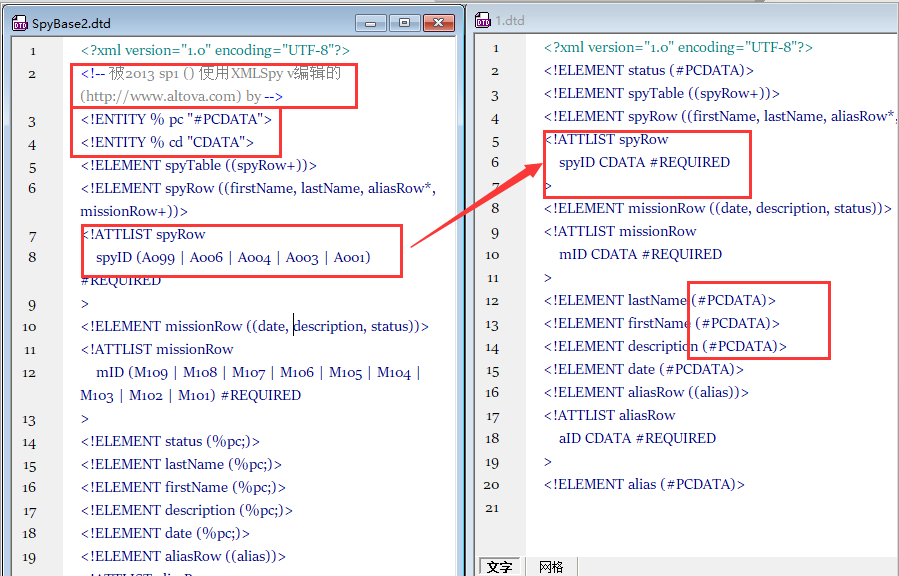 SpyBase2.dtd
1 <?xml version="1.0" encoding="UTF-8"?>
2 <!-- 被2013 sp1 () 使用XMLSpy v编辑的
(http://www.altova.com) by -->
3 <!ENTITY % pc "#PCDATA">
4 <!ENTITY % cd "CDATA">
5 <!ELEMENT spyTable ((spyRow+))>
6 <!ELEMENT spyRow ((firstName, lastName, aliasRow*,
missionRow+))>
7 <!ATTLIST spyRow
8 spyID (A099 | A006 | A004 | A003 | A001)
#REQUIRED
9 >
10 <!ELEMENT missionRow ((date, description, status))>
11 <!ATTLIST missionRow
12 mID (M109 | M108 | M107 | M106 | M105 | M104 |
M103 | M102 | M101) #REQUIRED
13 >
14 <!ELEMENT status (%pc;)>
15 <!ELEMENT lastName (%pc;)>
16 <!ELEMENT firstName (%pc;)>
17 <!ELEMENT description (%pc;)>
18 <!ELEMENT date (%pc;)>
19 <!ELEMENT aliasRow ((alias))>
1.dtd
1 <?xml version="1.0" encoding="UTF-8"?>
2 <!ELEMENT status (#PCDATA)>
3 <!ELEMENT spyTable ((spyRow+))>
4 <!ELEMENT spyRow ((firstName, lastName, aliasRow*,
5 <!ATTLIST spyRow
6 spyID CDATA #REQUIRED
7 >
8 <!ELEMENT missionRow ((date, description, status))>
9 <!ATTLIST missionRow
10 mID CDATA #REQUIRED
11 >
12 <!ELEMENT lastName (#PCDATA)>
13 <!ELEMENT firstName (#PCDATA)>
14 <!ELEMENT description (#PCDATA)>
15 <!ELEMENT date (#PCDATA)>
16 <!ELEMENT aliasRow ((alias))>
17 <!ATTLIST aliasRow
18 aID CDATA #REQUIRED
19 >
20 <!ELEMENT alias (#PCDATA)>
21
文字 网格